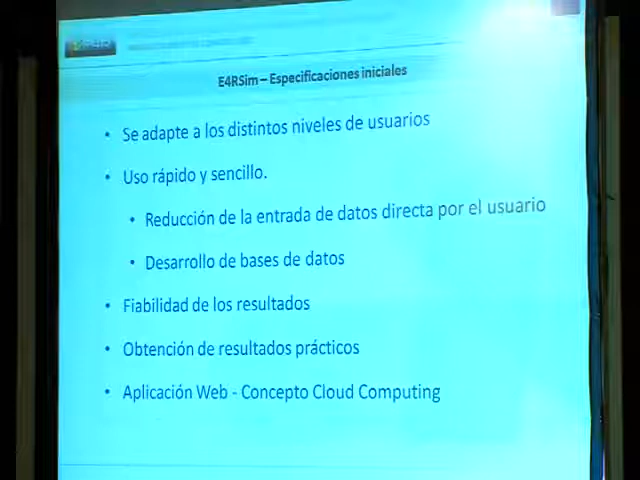 E4RSim – Especificaciones iniciales
• Se adapte a los distintos niveles de usuarios
• Uso rápido y sencillo.
• Reducción de la entrada de datos directa por el usuario
• Desarrollo de bases de datos
• Fiabilidad de los resultados
• Obtención de resultados prácticos
• Aplicación Web - Concepto Cloud Computing